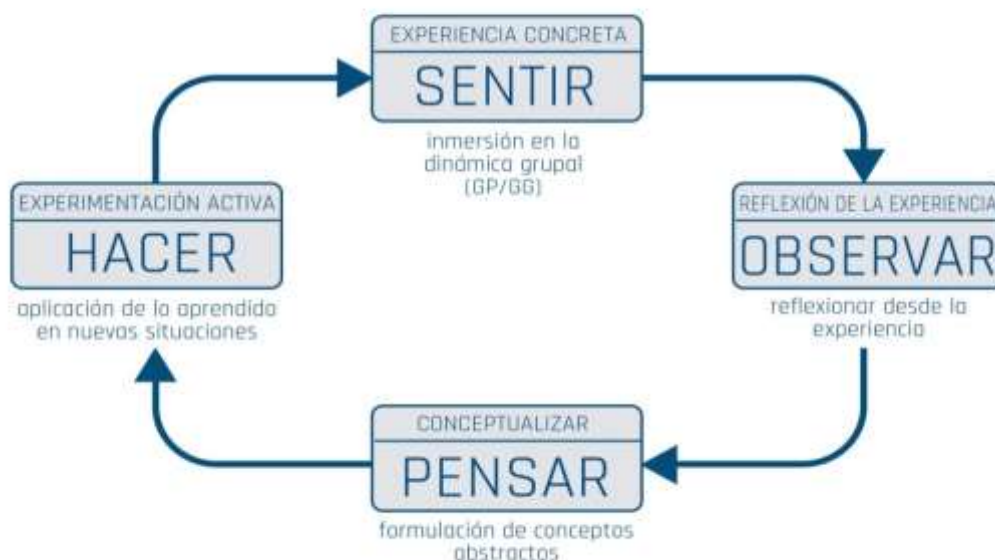 EXPERIENCIA CONCRETA
SENTIR
inmersión en la
dinámica grupal
(GP/GG)
REFLEXIÓN DE LA EXPERIENCIA
OBSERVAR
reflexionar desde la
experiencia
CONCEPTUALIZAR
PENSAR
formulación de conceptos
abstractos
EXPERIMENTACIÓN ACTIVA
HACER
aplicación de lo aprendido
en nuevas situaciones